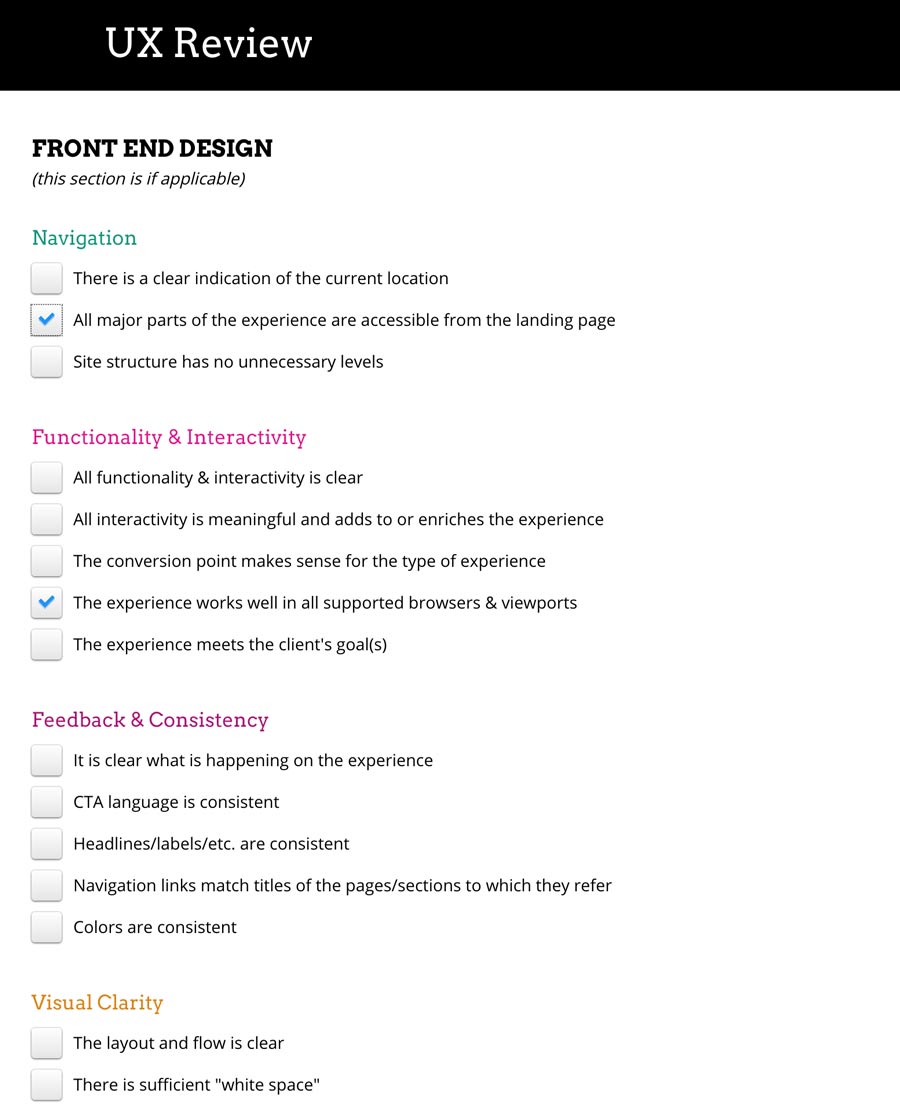 UX Review
FRONT END DESIGN
(this section is if applicable)
Navigation
There is a clear indication of the current location
All major parts of the experience are accessible from the landing page
Site structure has no unnecessary levels
Functionality & Interactivity
All functionality & interactivity is clear
All interactivity is meaningful and adds to or enriches the experience
The conversion point makes sense for the type of experience
The experience works well in all supported browsers & viewports
The experience meets the client's goal(s)
Feedback & Consistency
It is clear what is happening on the experience
CTA language is consistent
Headlines/labels/etc. are consistent
Navigation links match titles of the pages/sections to which they refer
Colors are consistent
Visual Clarity
The layout and flow is clear
There is sufficient "white space"